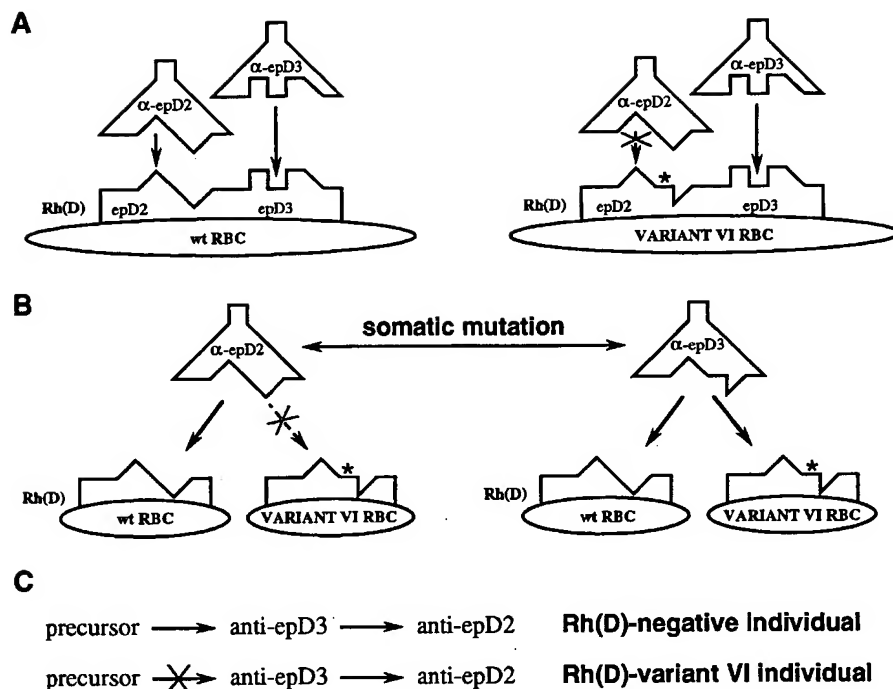 A
α-epD2
α-epD3
Rh(D)
epD2
epD3
wt RBC
α-epD2
α-epD3
*
Rh(D)
epD2
epD3
VARIANT VI RBC
B
α-epD2
somatic mutation
α-epD3
Rh(D)
wt RBC
*
VARIANT VI RBC
Rh(D)
wt RBC
*
VARIANT VI RBC
C
precursor anti-epD3 anti-epD2 Rh(D)-negative individual
precursor anti-epD3 anti-epD2 Rh(D)-variant VI individual